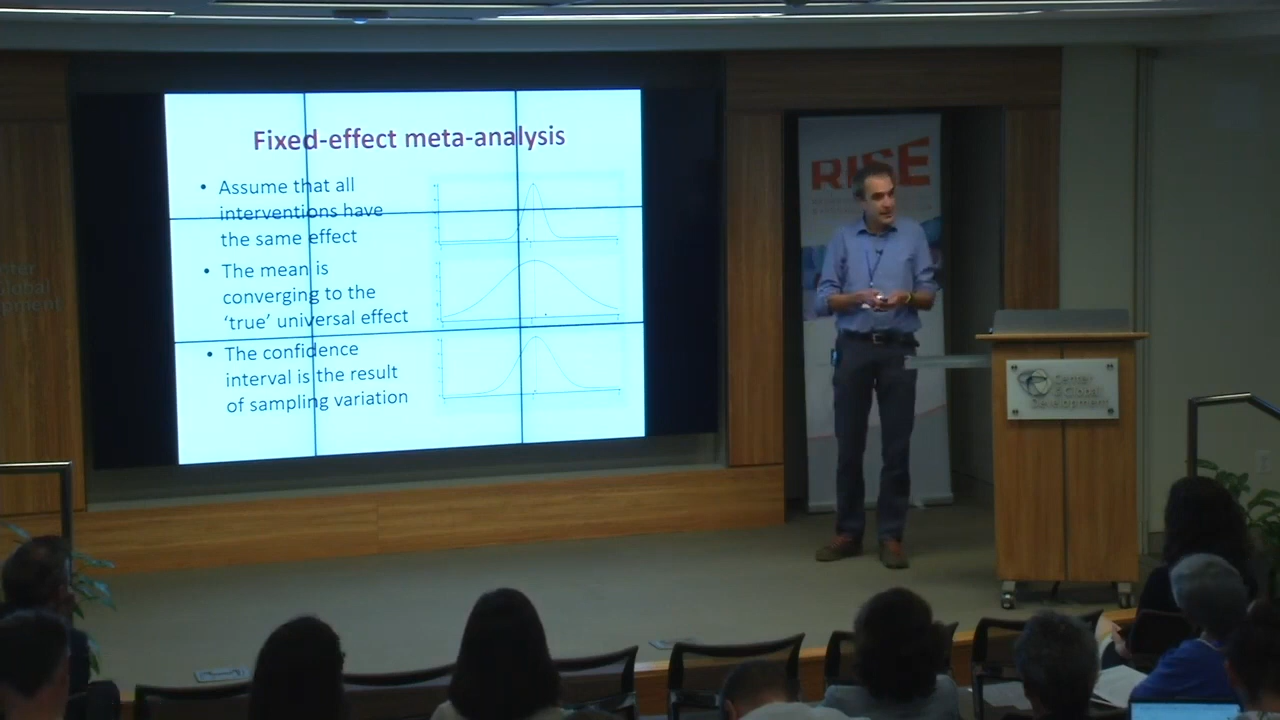 Fixed-effect meta-analysis
• Assume that all
interventions have
the same effect
• The mean is
converging to the
‘true’ universal effect
• The confidence
interval is the result
of sampling variation
RISE
Center
Global
Development